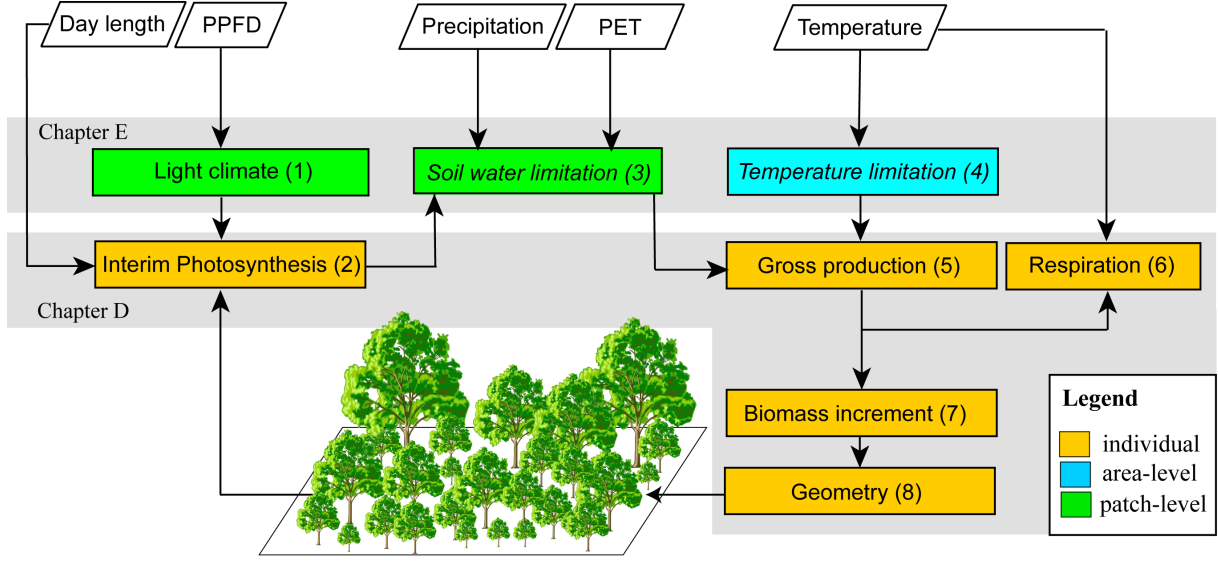 Day length
PPFD
Precipitation
PET
Temperature
Chapter E
Light climate (1)
Soil water limitation (3)
Temperature limitation (4)
Interim Photosynthesis (2)
Gross production (5)
Respiration (6)
Chapter D
Biomass increment (7)
Geometry (8)
Legend
individual
area-level
patch-level